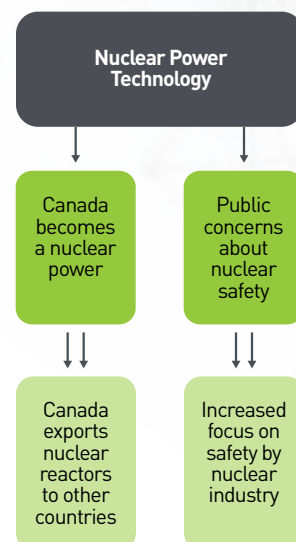 Nuclear Power
Technology
Canada
becomes
a nuclear
power
Public
concerns
about
nuclear
safety
Canada
exports
nuclear
reactors
to other
countries
Increased
focus on
safety by
nuclear
industry